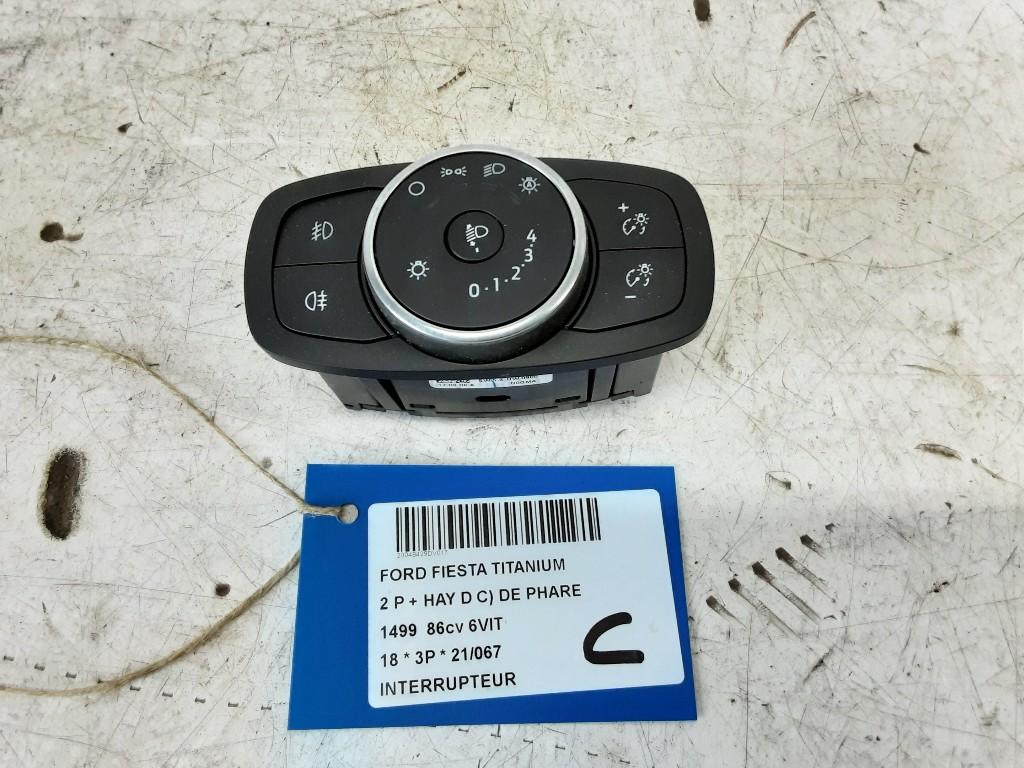 +
4
3
0 · 1 · 2
−
FORD FIESTA TITANIUM
2 P + HAY D C) DE PHARE
1499 86cv 6VIT
18 * 3P * 21/067
INTERRUPTEUR
C